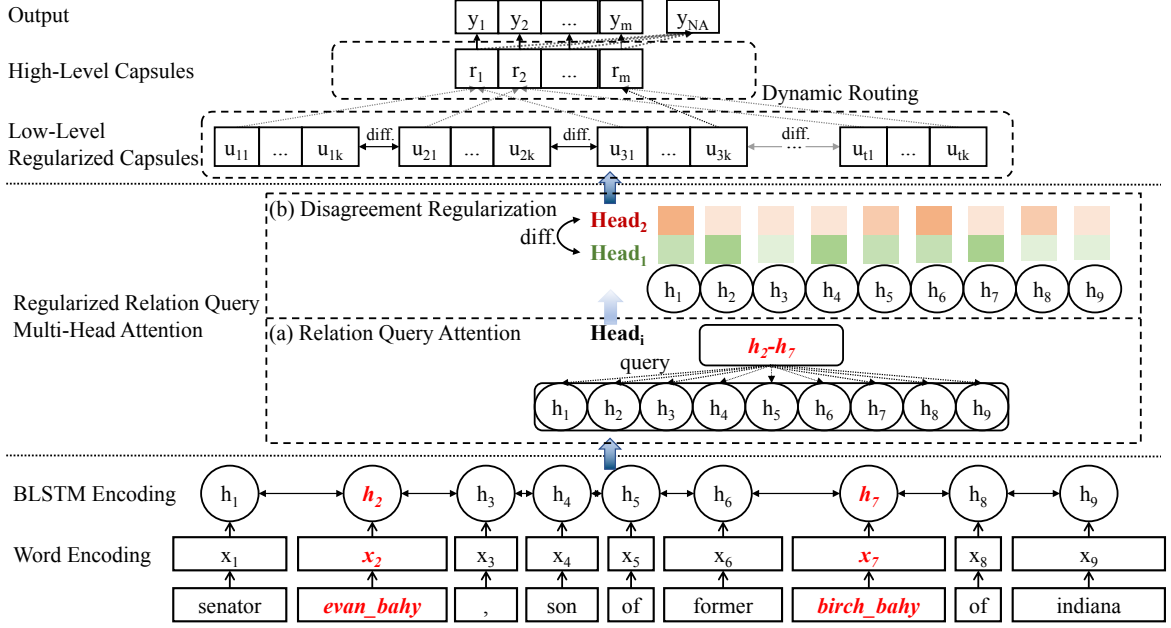 Output y1 y2 ... ym yNA
High-Level Capsules r1 r2 ... rm
Dynamic Routing
Low-Level
Regularized Capsules u11 ... u1k diff. u21 ... u2k diff. u31 ... u3k diff. ... ut1 ... utk
(b) Disagreement Regularization Head2
diff. Head1
h1 h2 h3 h4 h5 h6 h7 h8 h9
Regularized Relation Query
Multi-Head Attention
(a) Relation Query Attention Headi h2-h7
query
h1 h2 h3 h4 h5 h6 h7 h8 h9
BLSTM Encoding h1 h2 h3 h4 h5 h6 h7 h8 h9
Word Encoding x1 x2 x3 x4 x5 x6 x7 x8 x9
senator evan_bahy , son of former birch_bahy of indiana